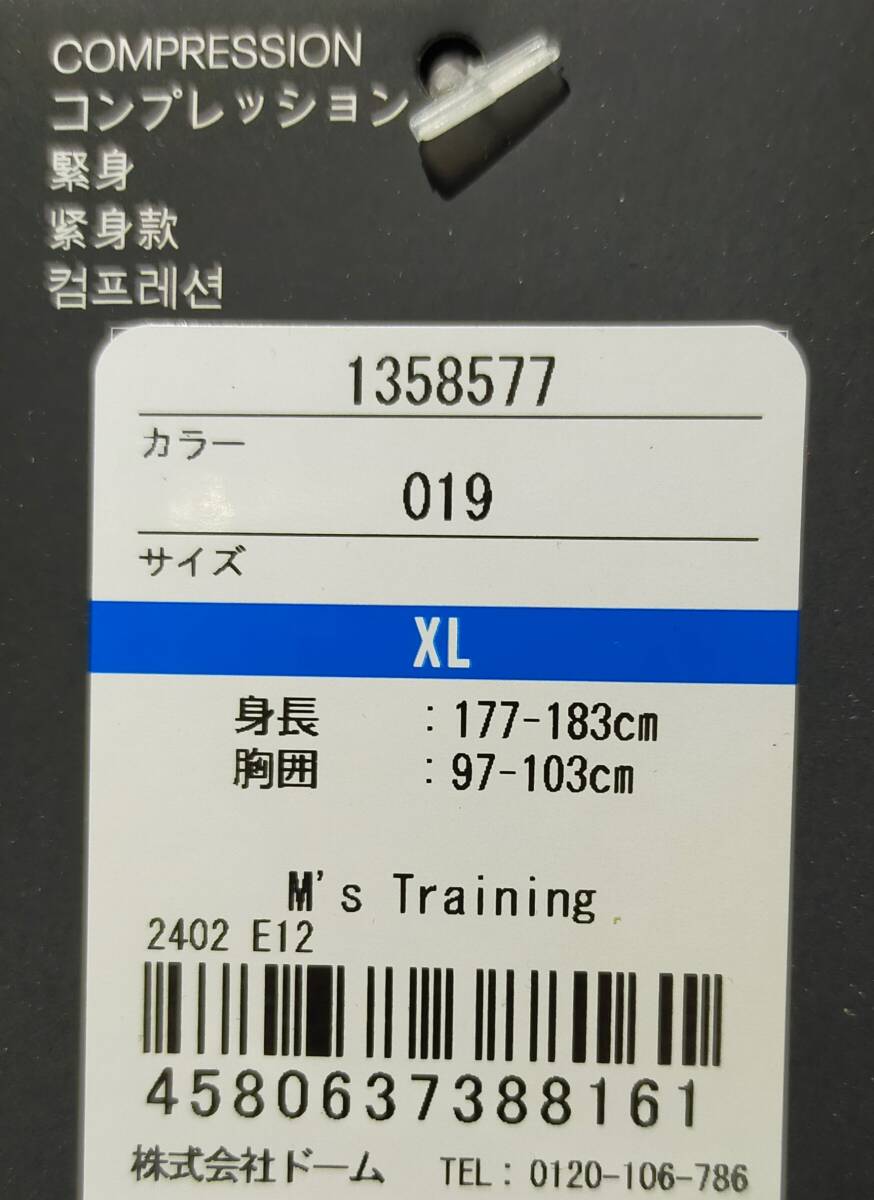 COMPRESSION
コンプレッション
緊身
紧身款
컴프레션
1358577
カラー
019
サイズ
XL
身長 : 177-183cm
胸囲 : 97-103cm
M's Training
2402 E12
4580637388161
株式会社ドーム TEL: 0120-106-786